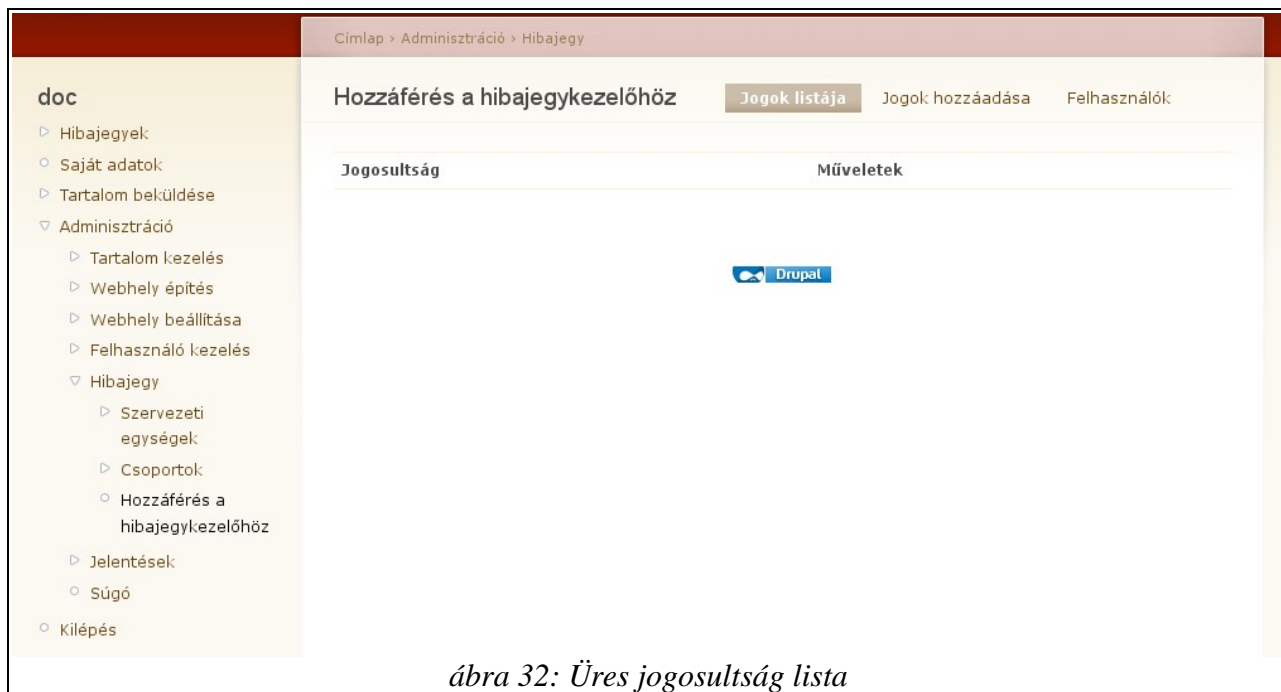 Címlap › Adminisztráció › Hibajegy
doc
Hibajegyek
Saját adatok
Tartalom beküldése
Adminisztráció
Tartalom kezelés
Webhely építés
Webhely beállítása
Felhasználó kezelés
Hibajegy
Szervezeti
egységek
Csoportok
Hozzáférés a
hibajegykezelőhöz
Jelentések
Súgó
Kilépés
Hozzáférés a hibajegykezelőhöz
Jogok listája Jogok hozzáadása Felhasználók
Jogosultság Műveletek
Drupal
ábra 32: Üres jogosultság lista